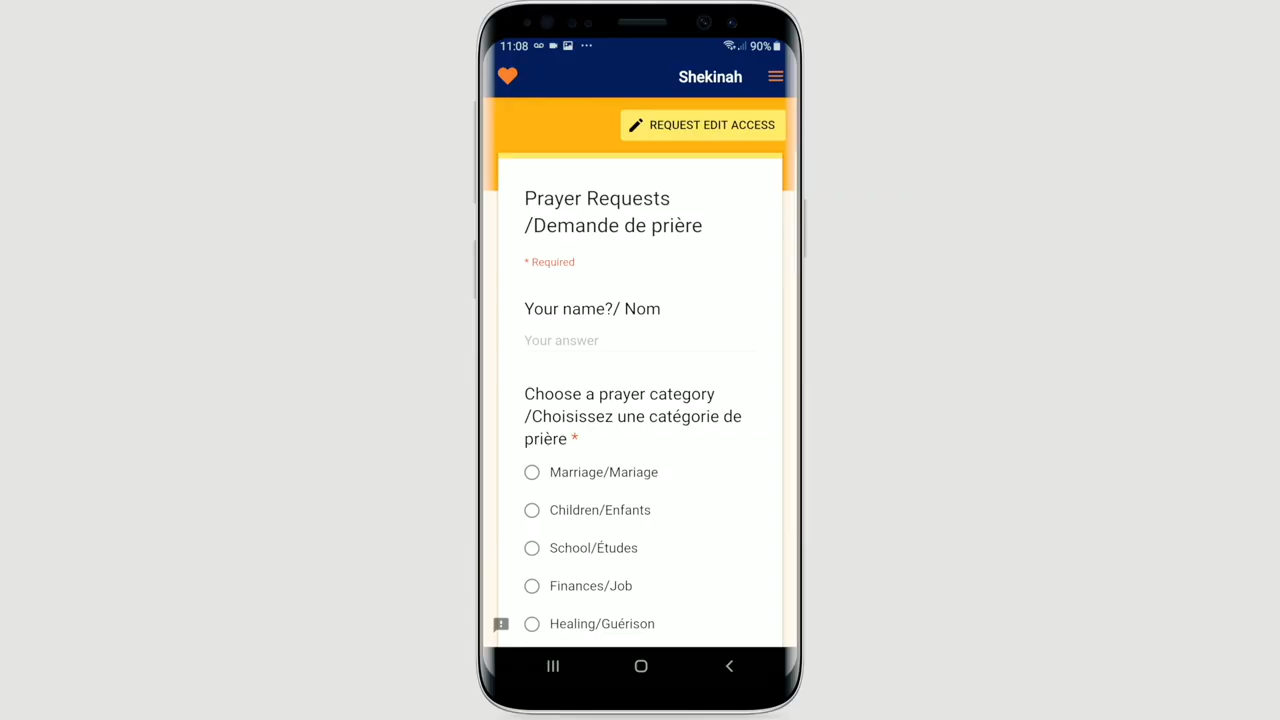 11:08
90%
Shekinah
REQUEST EDIT ACCESS
Prayer Requests
/Demande de prière
* Required
Your name?/ Nom
Your answer
Choose a prayer category
/Choisissez une catégorie de
prière *
Marriage/Mariage
Children/Enfants
School/Études
Finances/Job
Healing/Guérison